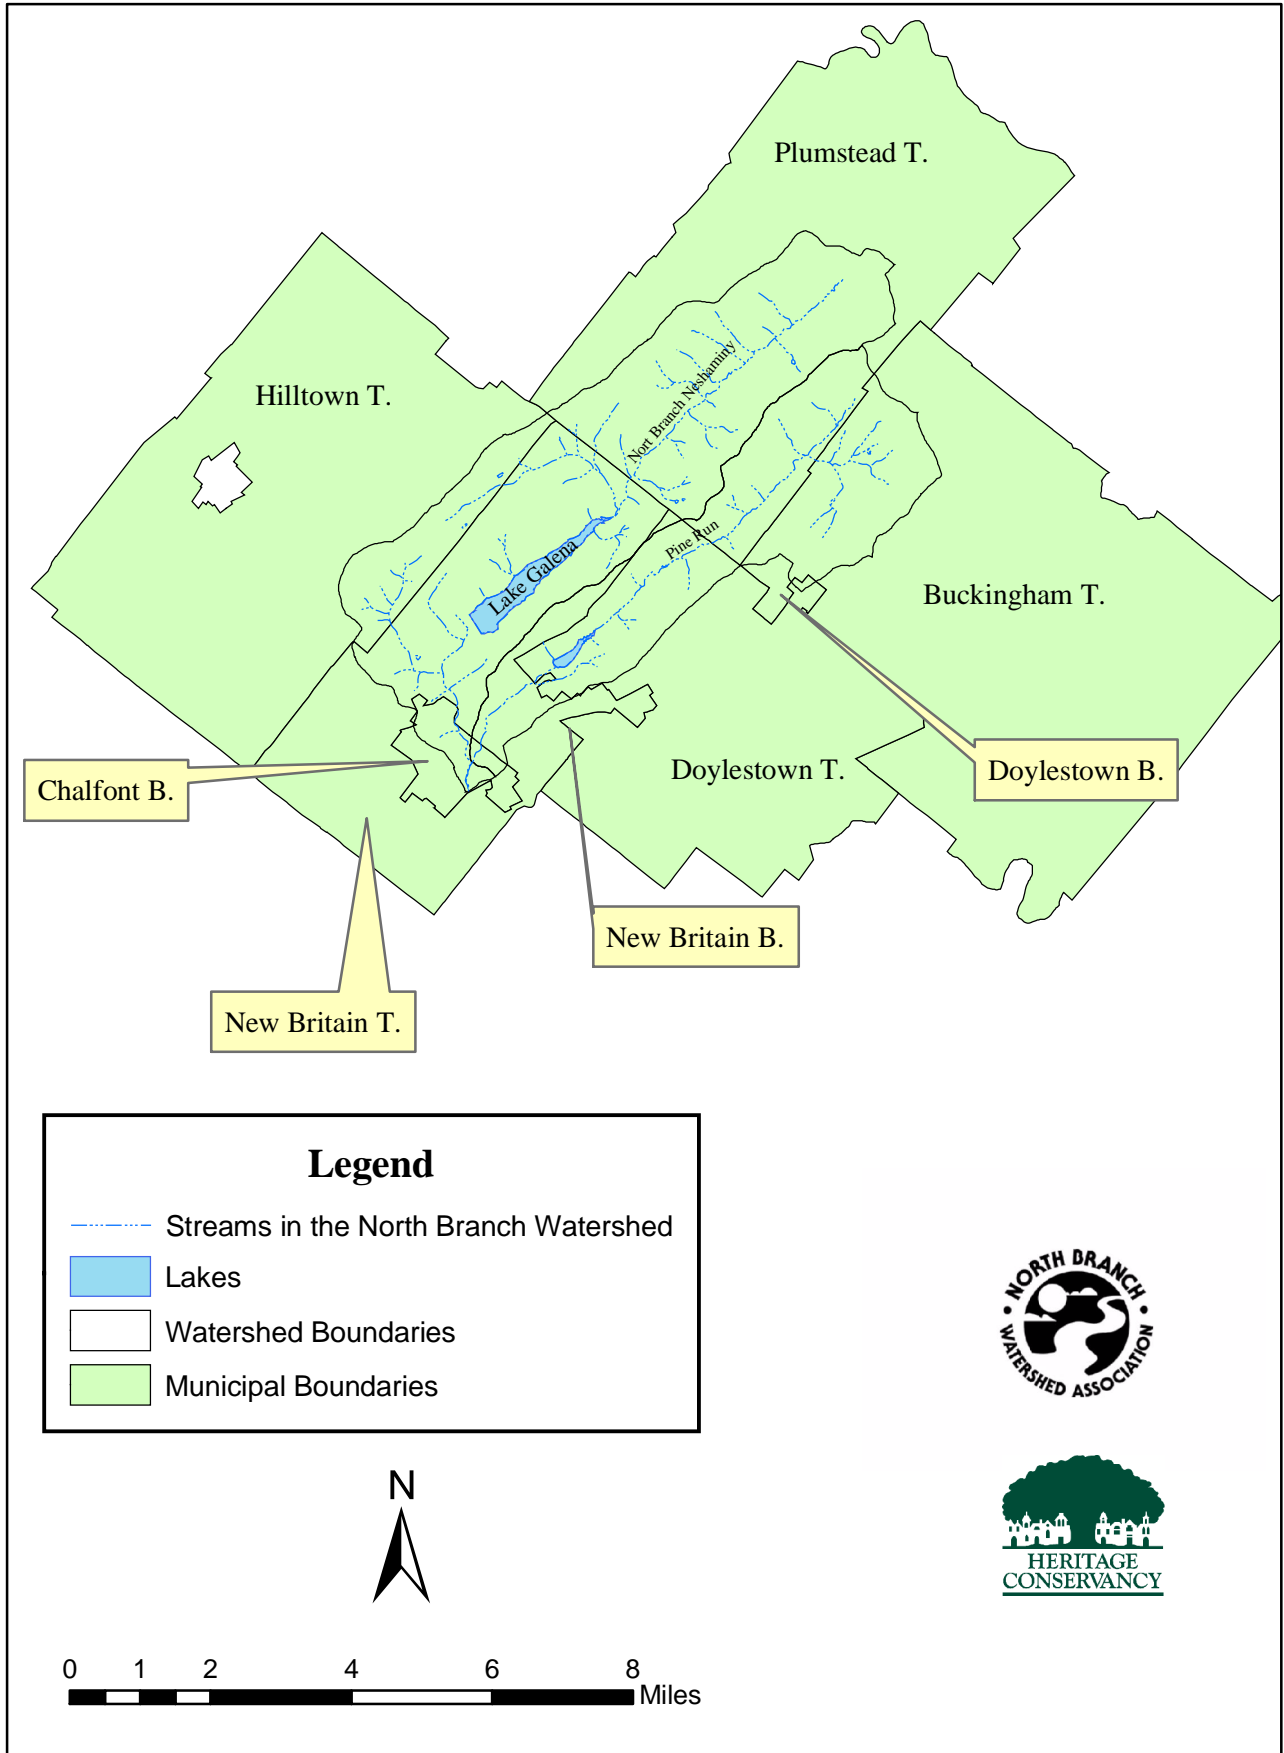 Plumstead T.
Hilltown T.
Nort Branch Neshaminy
Lake Galena
Pine Run
Buckingham T.
Doylestown T.
Doylestown B.
Chalfont B.
New Britain B.
New Britain T.
Legend
Streams in the North Branch Watershed
Lakes
Watershed Boundaries
Municipal Boundaries
NORTH BRANCH
WATERSHED ASSOCIATION
N
HERITAGE
CONSERVANCY
0 1 2 4 6 8
Miles